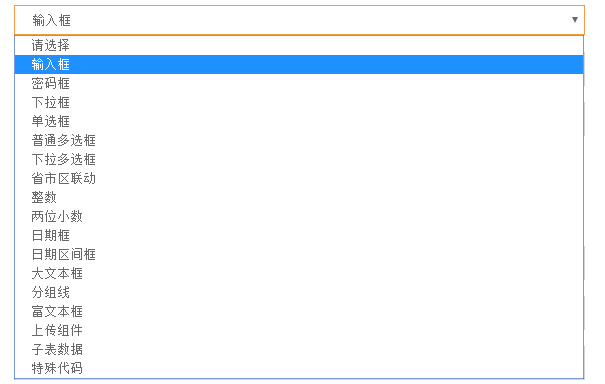 输入框
请选择
输入框
密码框
下拉框
单选框
普通多选框
下拉多选框
省市区联动
整数
两位小数
日期框
日期区间框
大文本框
分组线
富文本框
上传组件
子表数据
特殊代码